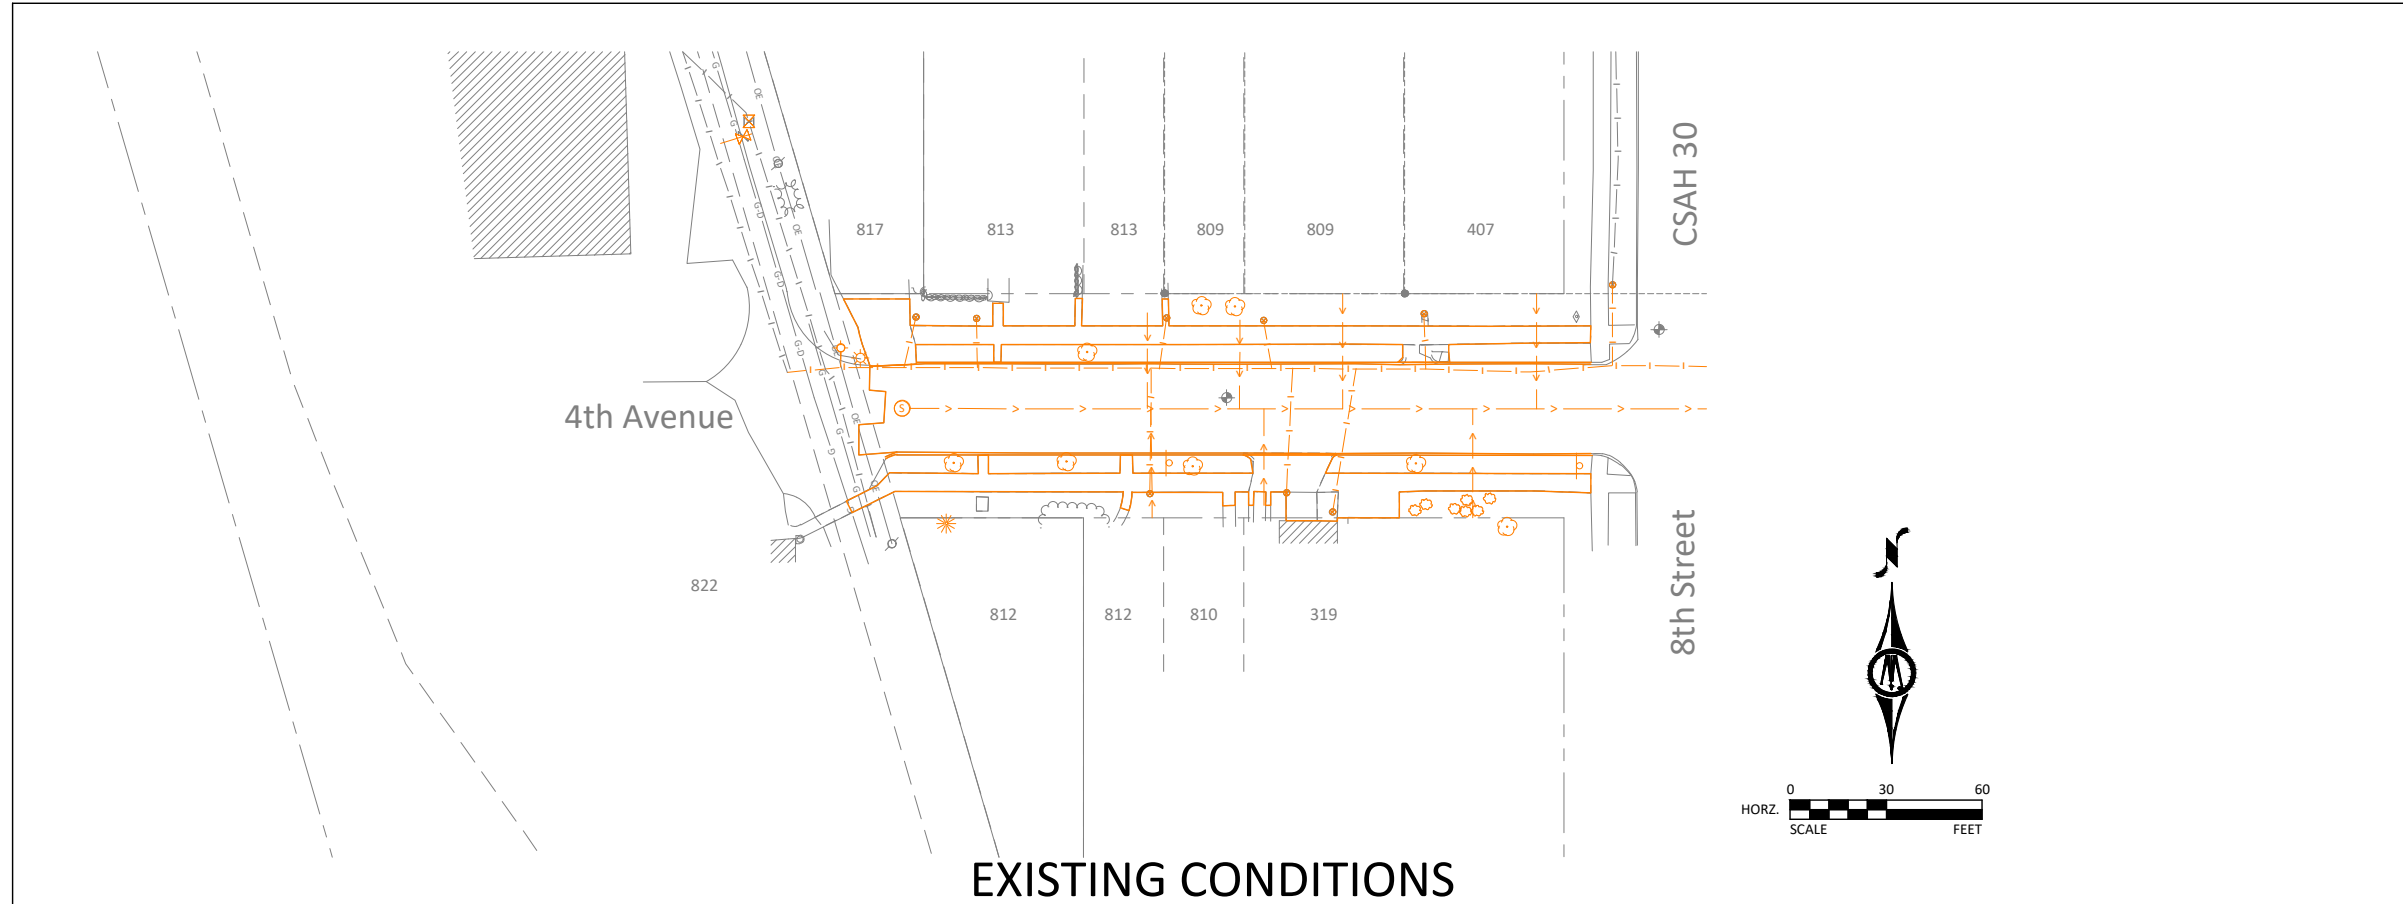 CSAH 30
817
813
813
809
809
407
4th Avenue
S
822
812
812
810
319
8th Street
N
0 30 60
HORZ.
SCALE FEET
EXISTING CONDITIONS